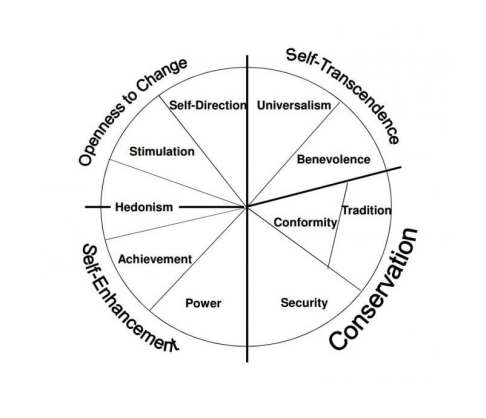 Openness to Change
Self-Transcendence
Self-Direction
Universalism
Stimulation
Benevolence
Hedonism
Conformity
Tradition
Achievement
Self-Enhancement
Power
Security
Conservation